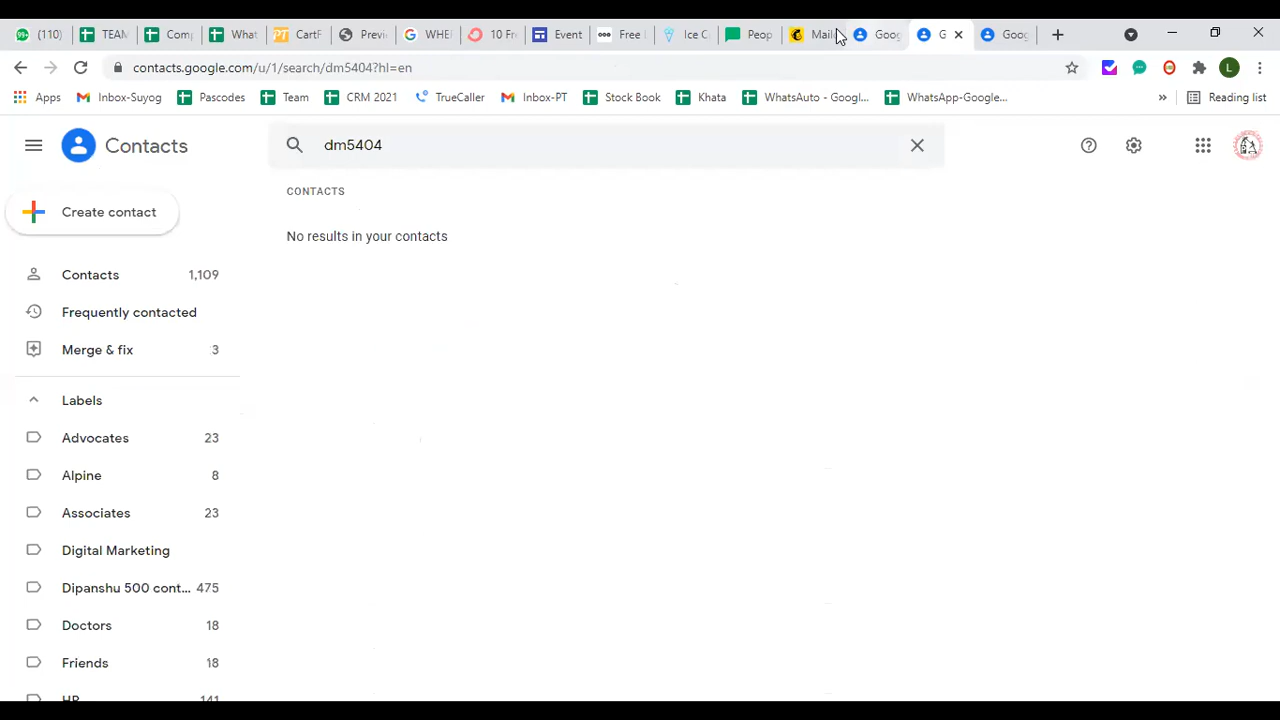 (110) TEAM Comp What CartF Previ WHE 10 Fr Event Free I Ice C Peop Mail Goog G Goog
contacts.google.com/u/1/search/dm5404?hl=en L
Apps Inbox-Suyog Pascodes Team CRM 2021 TrueCaller Inbox-PT Stock Book Khata WhatsAuto - Googl... WhatsApp-Google... » Reading list
Contacts dm5404
CONTACTS
Create contact
No results in your contacts
Contacts 1,109
Frequently contacted
Merge & fix 3
Labels
Advocates 23
Alpine 8
Associates 23
Digital Marketing
Dipanshu 500 cont... 475
Doctors 18
Friends 18
HR 141